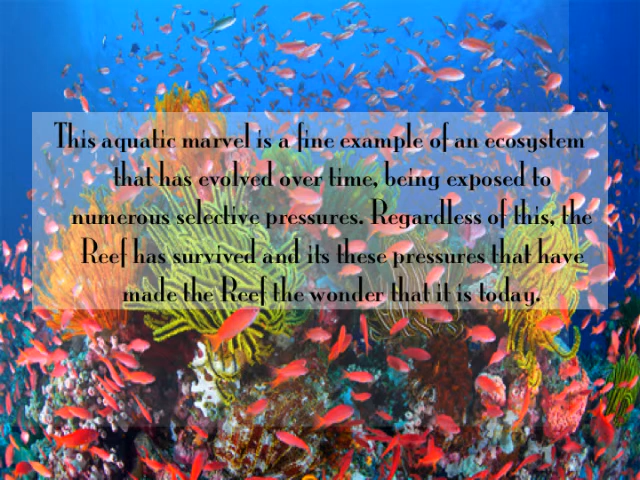 This aquatic marvel is a fine example of an ecosystem
that has evolved over time, being exposed to
numerous selective pressures. Regardless of this, the
Reef has survived and its these pressures that have
made the Reef the wonder that it is today.